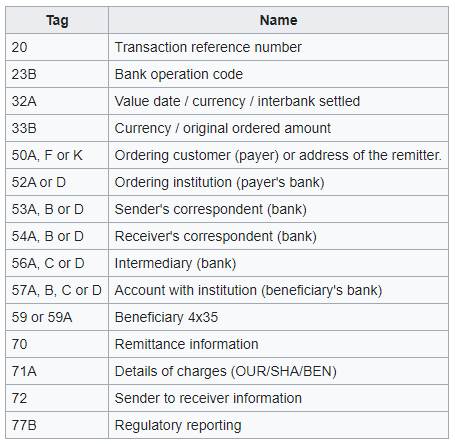 Tag Name
20 Transaction reference number
23B Bank operation code
32A Value date / currency / interbank settled
33B Currency / original ordered amount
50A, F or K Ordering customer (payer) or address of the remitter.
52A or D Ordering institution (payer's bank)
53A, B or D Sender's correspondent (bank)
54A, B or D Receiver's correspondent (bank)
56A, C or D Intermediary (bank)
57A, B, C or D Account with institution (beneficiary's bank)
59 or 59A Beneficiary 4x35
70 Remittance information
71A Details of charges (OUR/SHA/BEN)
72 Sender to receiver information
77B Regulatory reporting